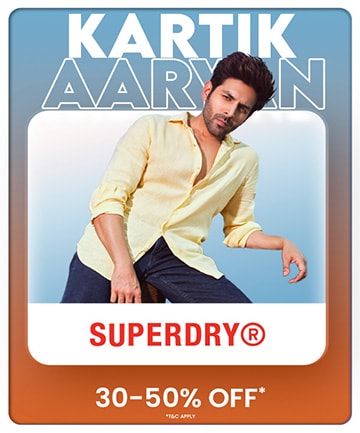 KARTIK
AARYAN
SUPERDRY®
30-50% OFF*
*T&C APPLY